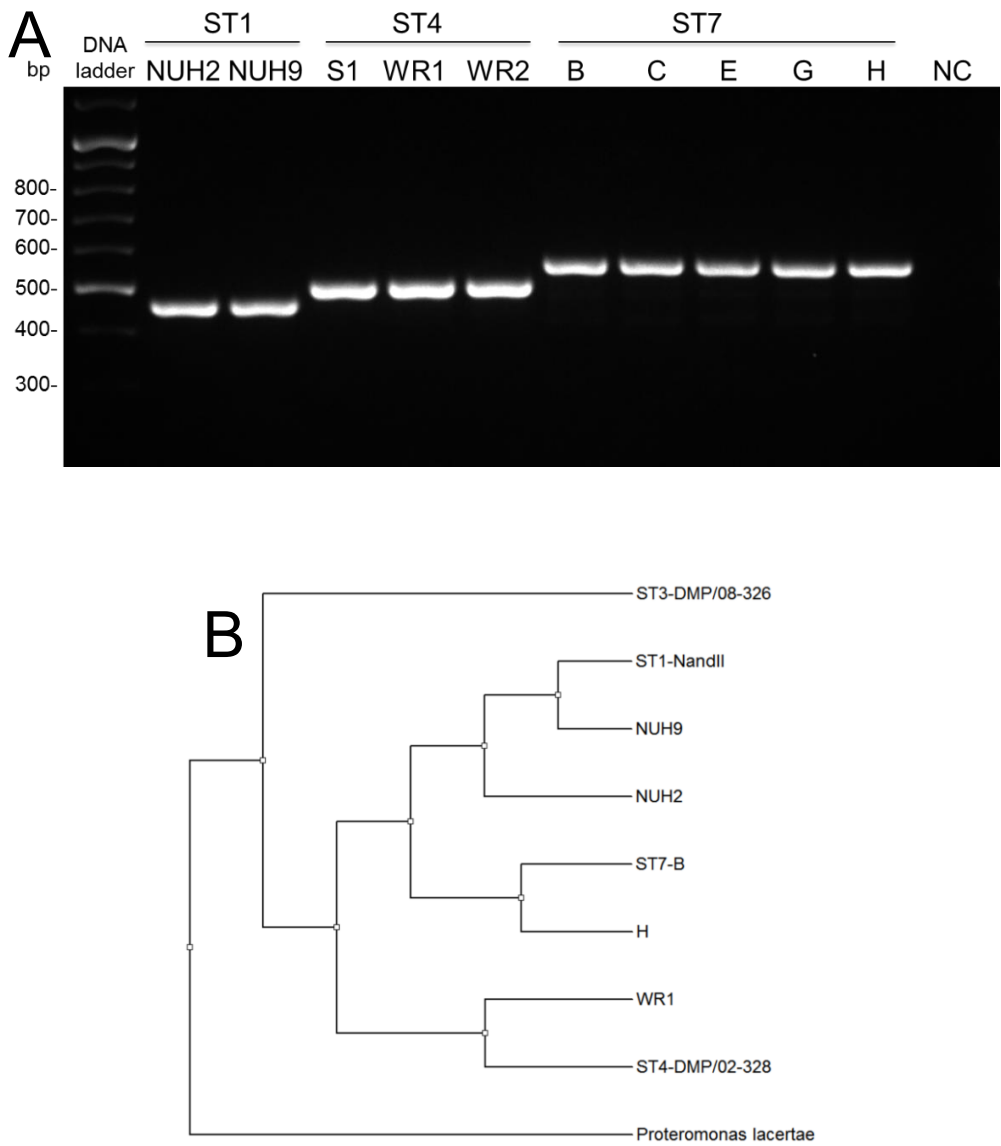 A
ST1 ST4 ST7
DNA
bp ladder NUH2 NUH9 S1 WR1 WR2 B C E G H NC
800-
700-
600-
500-
400-
300-
ST3-DMP/08-326
B
ST1-NandII
NUH9
NUH2
ST7-B
H
WR1
ST4-DMP/02-328
Proteromonas lacertae